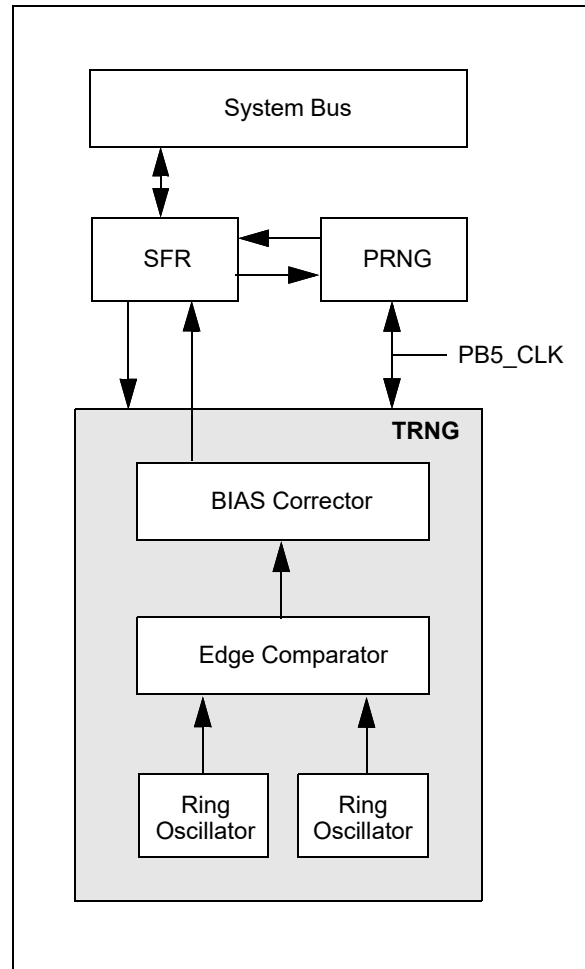 System Bus
SFR
PRNG
PB5_CLK
TRNG
BIAS Corrector
Edge Comparator
Ring
Oscillator
Ring
Oscillator